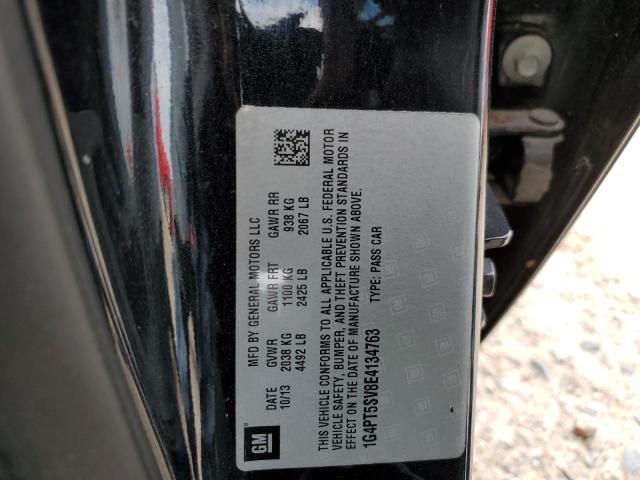 MFD BY GENERAL MOTORS LLC
DATE GVWR GAWR FRT GAWR RR
10/13 2038 KG 1100 KG 938 KG
4492 LB 2425 LB 2067 LB
THIS VEHICLE CONFORMS TO ALL APPLICABLE U.S. FEDERAL MOTOR
VEHICLE SAFETY, BUMPER, AND THEFT PREVENTION STANDARDS IN
EFFECT ON THE DATE OF MANUFACTURE SHOWN ABOVE.
TYPE: PASS CAR
1G4PT5SV8E4134763
GM